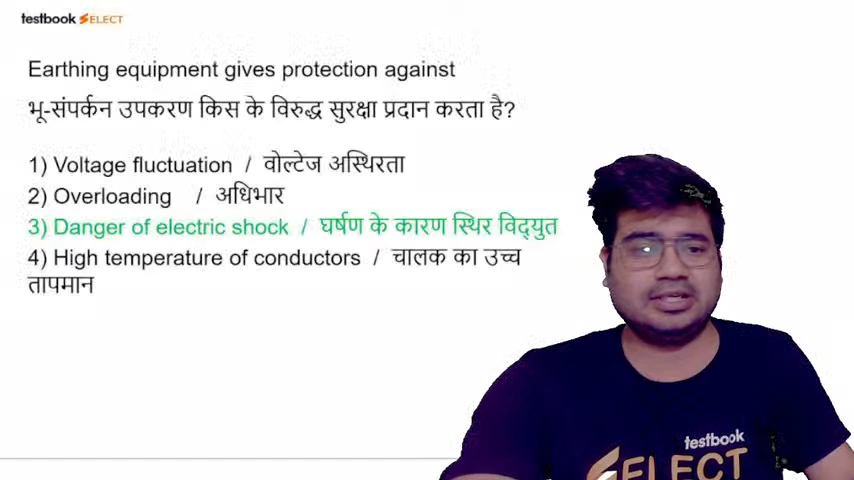 testbook SELECT
Earthing equipment gives protection against
भू-संपर्कन उपकरण किस के विरुद्ध सुरक्षा प्रदान करता है?
1) Voltage fluctuation / वोल्टेज अस्थिरता
2) Overloading / अधिभार
3) Danger of electric shock / घर्षण के कारण स्थिर विद्युत
4) High temperature of conductors / चालक का उच्च
तापमान
testbook
SELECT